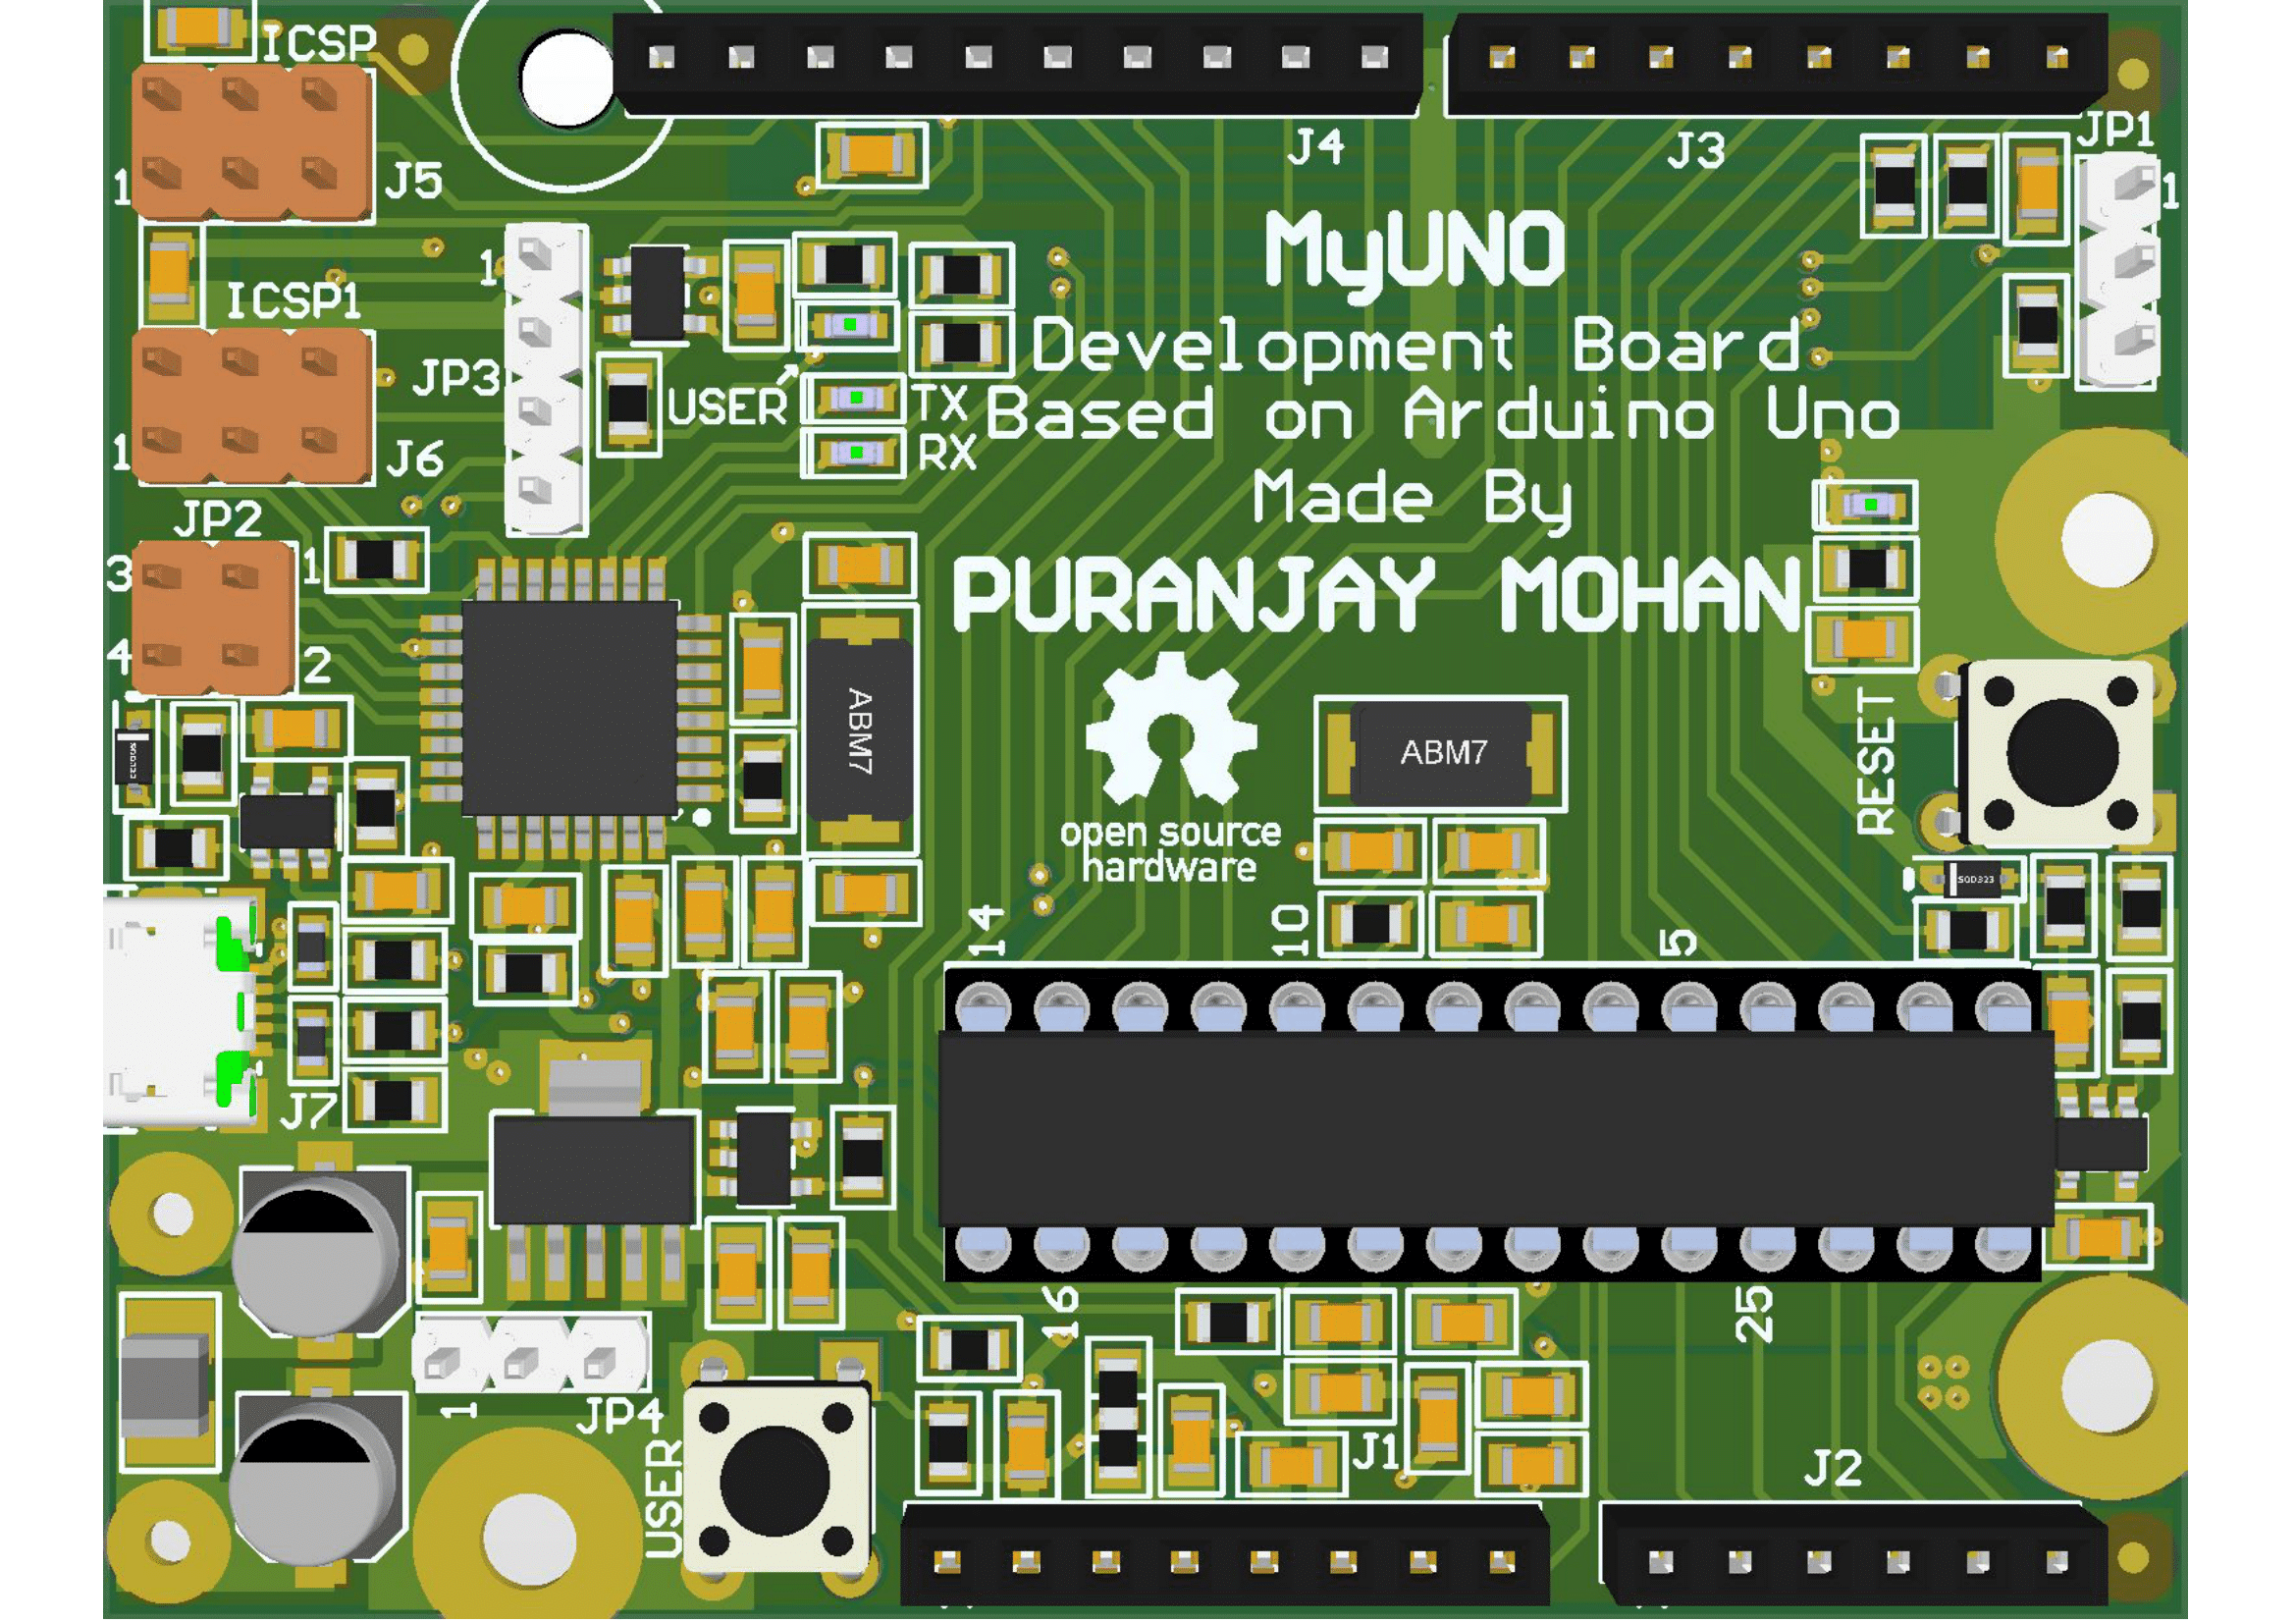 ICSP
J4
J3
JP1
1
1
J5
MyUNO
1
ICSP1
Development Board
JP3
USER
TX
Based on Arduino Uno
RX
1
J6
Made By
JP2
3
1
PURANJAY MOHAN
4
2
ABM7
ABM7
RESET
open source
hardware
SOD323
14
10
5
J7
16
25
1
JP4
USER
J1
J2